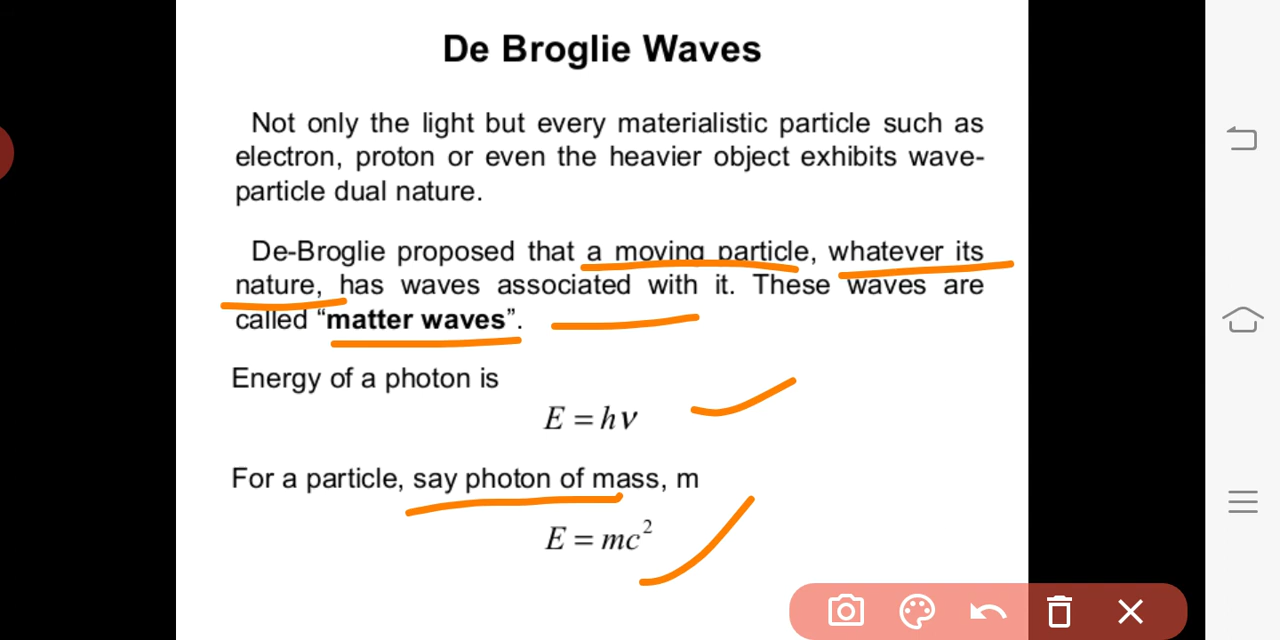 De Broglie Waves
Not only the light but every materialistic particle such as
electron, proton or even the heavier object exhibits wave-
particle dual nature.
De-Broglie proposed that a moving particle, whatever its
nature, has waves associated with it. These waves are
called “matter waves”.
Energy of a photon is
E = hν
For a particle, say photon of mass, m
E = mc²